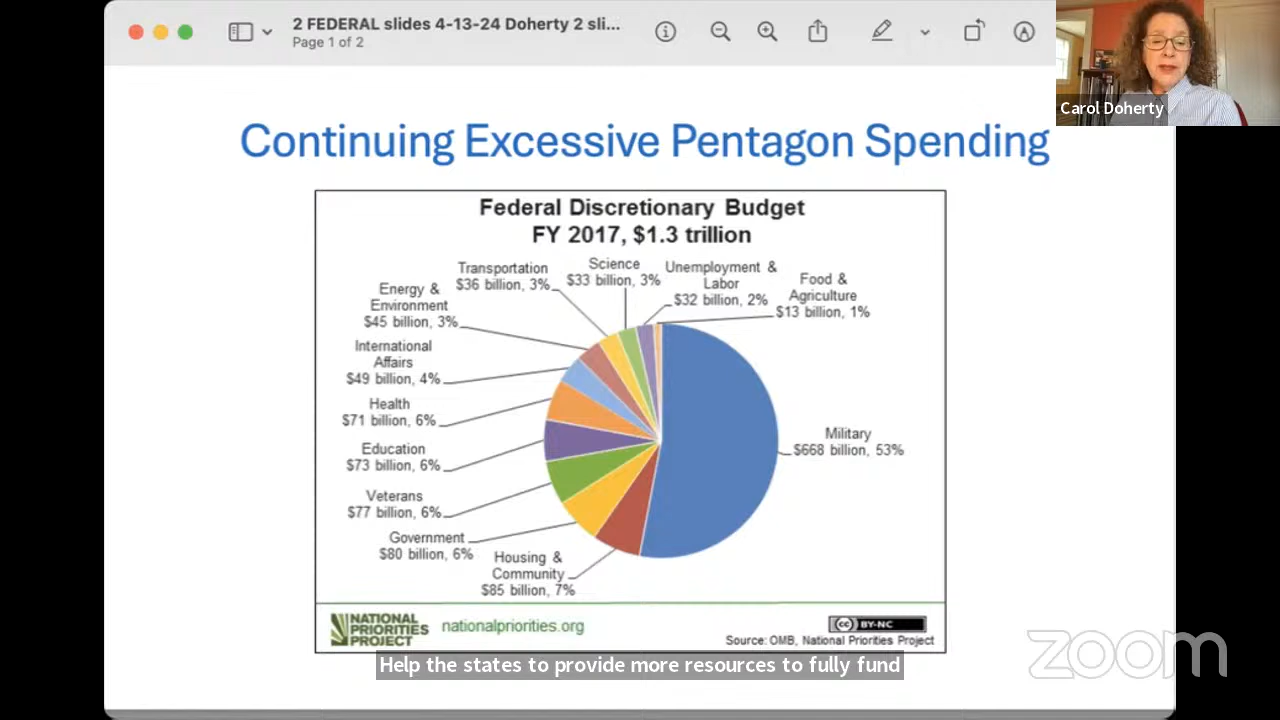 2 FEDERAL slides 4-13-24 Doherty 2 sli...
Page 1 of 2
Carol Doherty
Continuing Excessive Pentagon Spending
Federal Discretionary Budget
FY 2017, $1.3 trillion
Transportation
$36 billion, 3%
Science
$33 billion, 3%
Unemployment &
Labor
$32 billion, 2%
Food &
Agriculture
$13 billion, 1%
Energy &
Environment
$45 billion, 3%
International
Affairs
$49 billion, 4%
Health
$71 billion, 6%
Education
$73 billion, 6%
Veterans
$77 billion, 6%
Government
$80 billion, 6%
Housing &
Community
$85 billion, 7%
Military
$668 billion, 53%
NATIONAL
PRIORITIES
PROJECT
nationalpriorities.org
cc BY-NC
Source: OMB, National Priorities Project
Help the states to provide more resources to fully fund
zoom